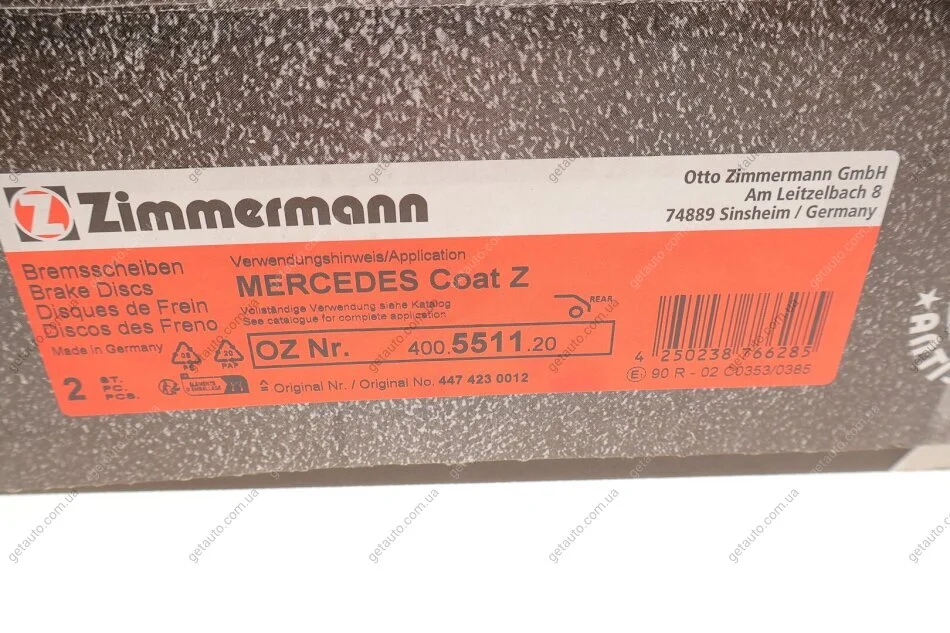 Z Zimmermann
Otto Zimmermann GmbH
Am Leitzelbach 8
74889 Sinsheim / Germany
Bremsscheiben
Brake Discs
Disques de Frein
Discos des Freno
Made in Germany
Verwendungshinweis/Application
MERCEDES Coat Z
Vollständige Verwendung siehe Katalog
See catalogue for complete application
REAR
OZ Nr. 400.5511.20
PAP
2 ST.
PC.
PCS.
≙ Original Nr. / Original No. 447 423 0012
4 250238 766285
E1 90 R - 02 C0353/0385
getauto.com.ua